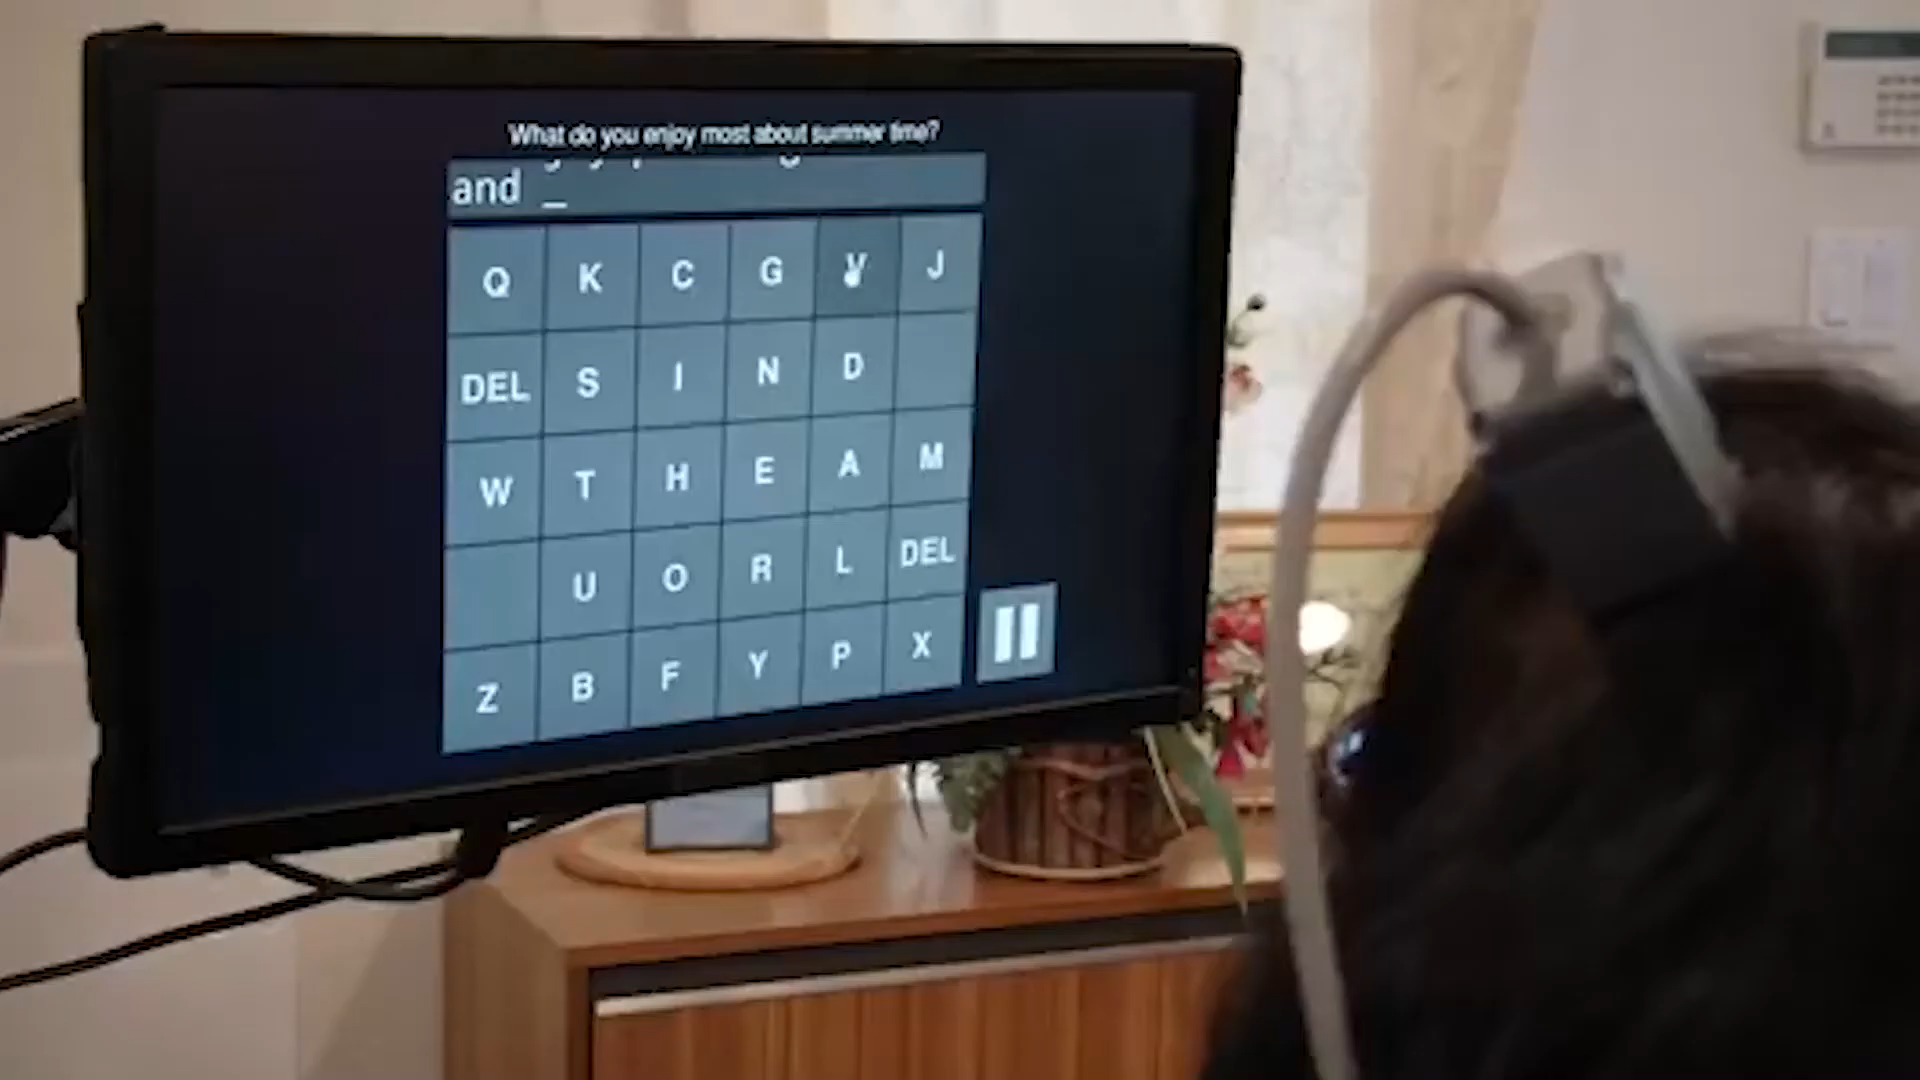 What do you enjoy most about summer time?
and _
Q K C G V J
DEL S I N D
W T H E A M
U O R L DEL
Z B F Y P X